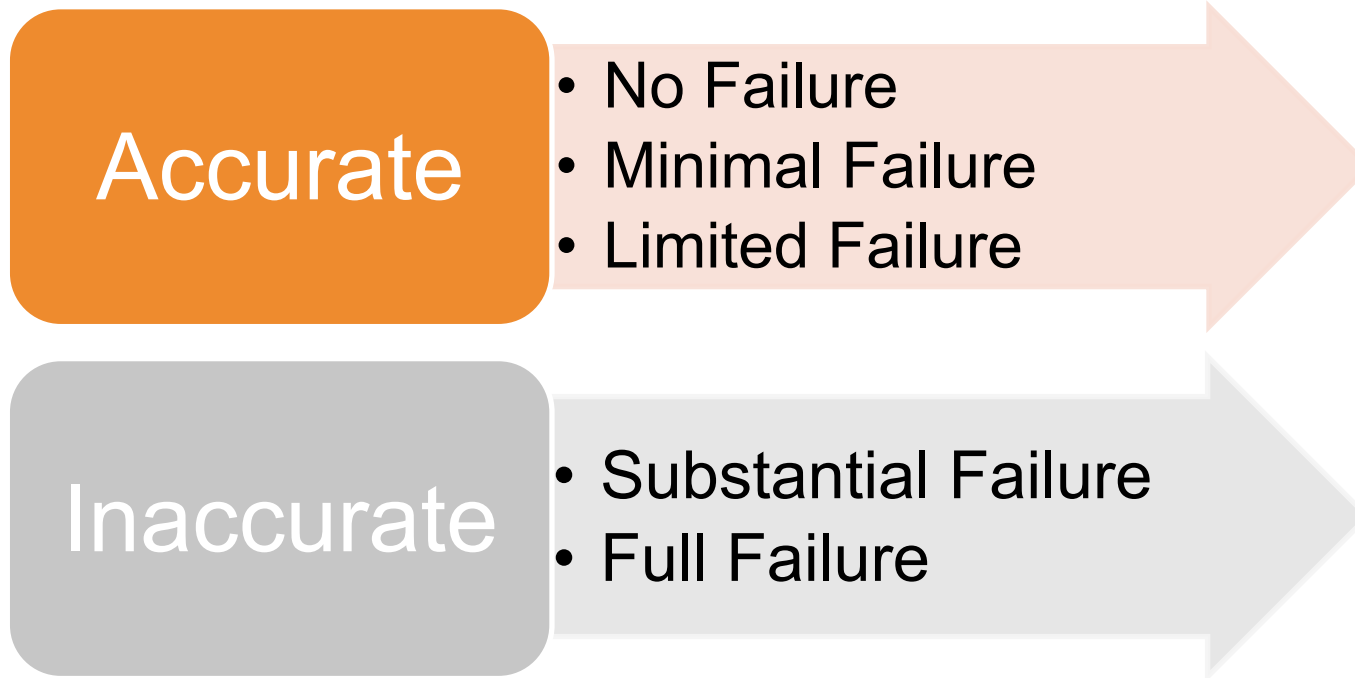 Accurate
• No Failure
• Minimal Failure
• Limited Failure
Inaccurate
• Substantial Failure
• Full Failure